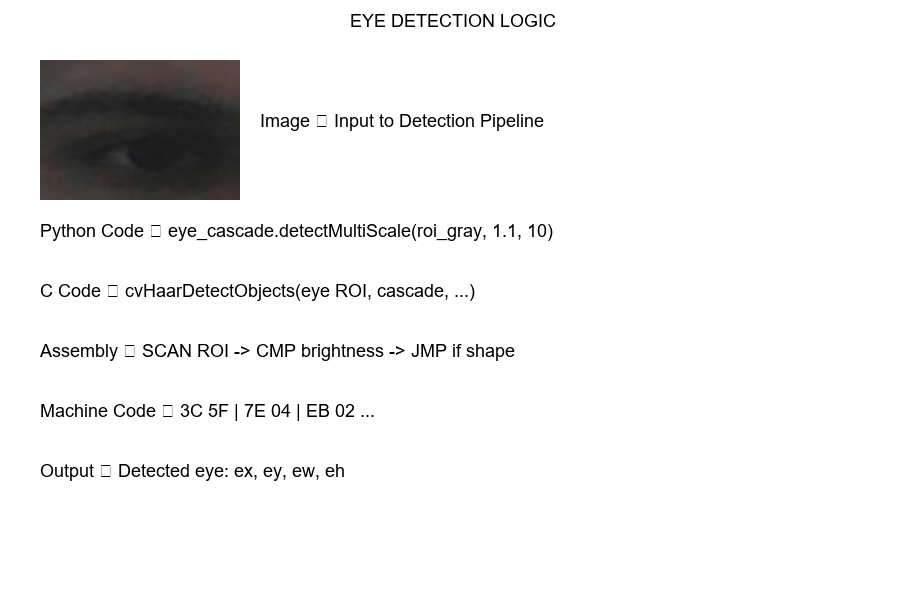 EYE DETECTION LOGIC
Image □ Input to Detection Pipeline
Python Code □ eye_cascade.detectMultiScale(roi_gray, 1.1, 10)
C Code □ cvHaarDetectObjects(eye ROI, cascade, ...)
Assembly □ SCAN ROI -> CMP brightness -> JMP if shape
Machine Code □ 3C 5F | 7E 04 | EB 02 ...
Output □ Detected eye: ex, ey, ew, eh